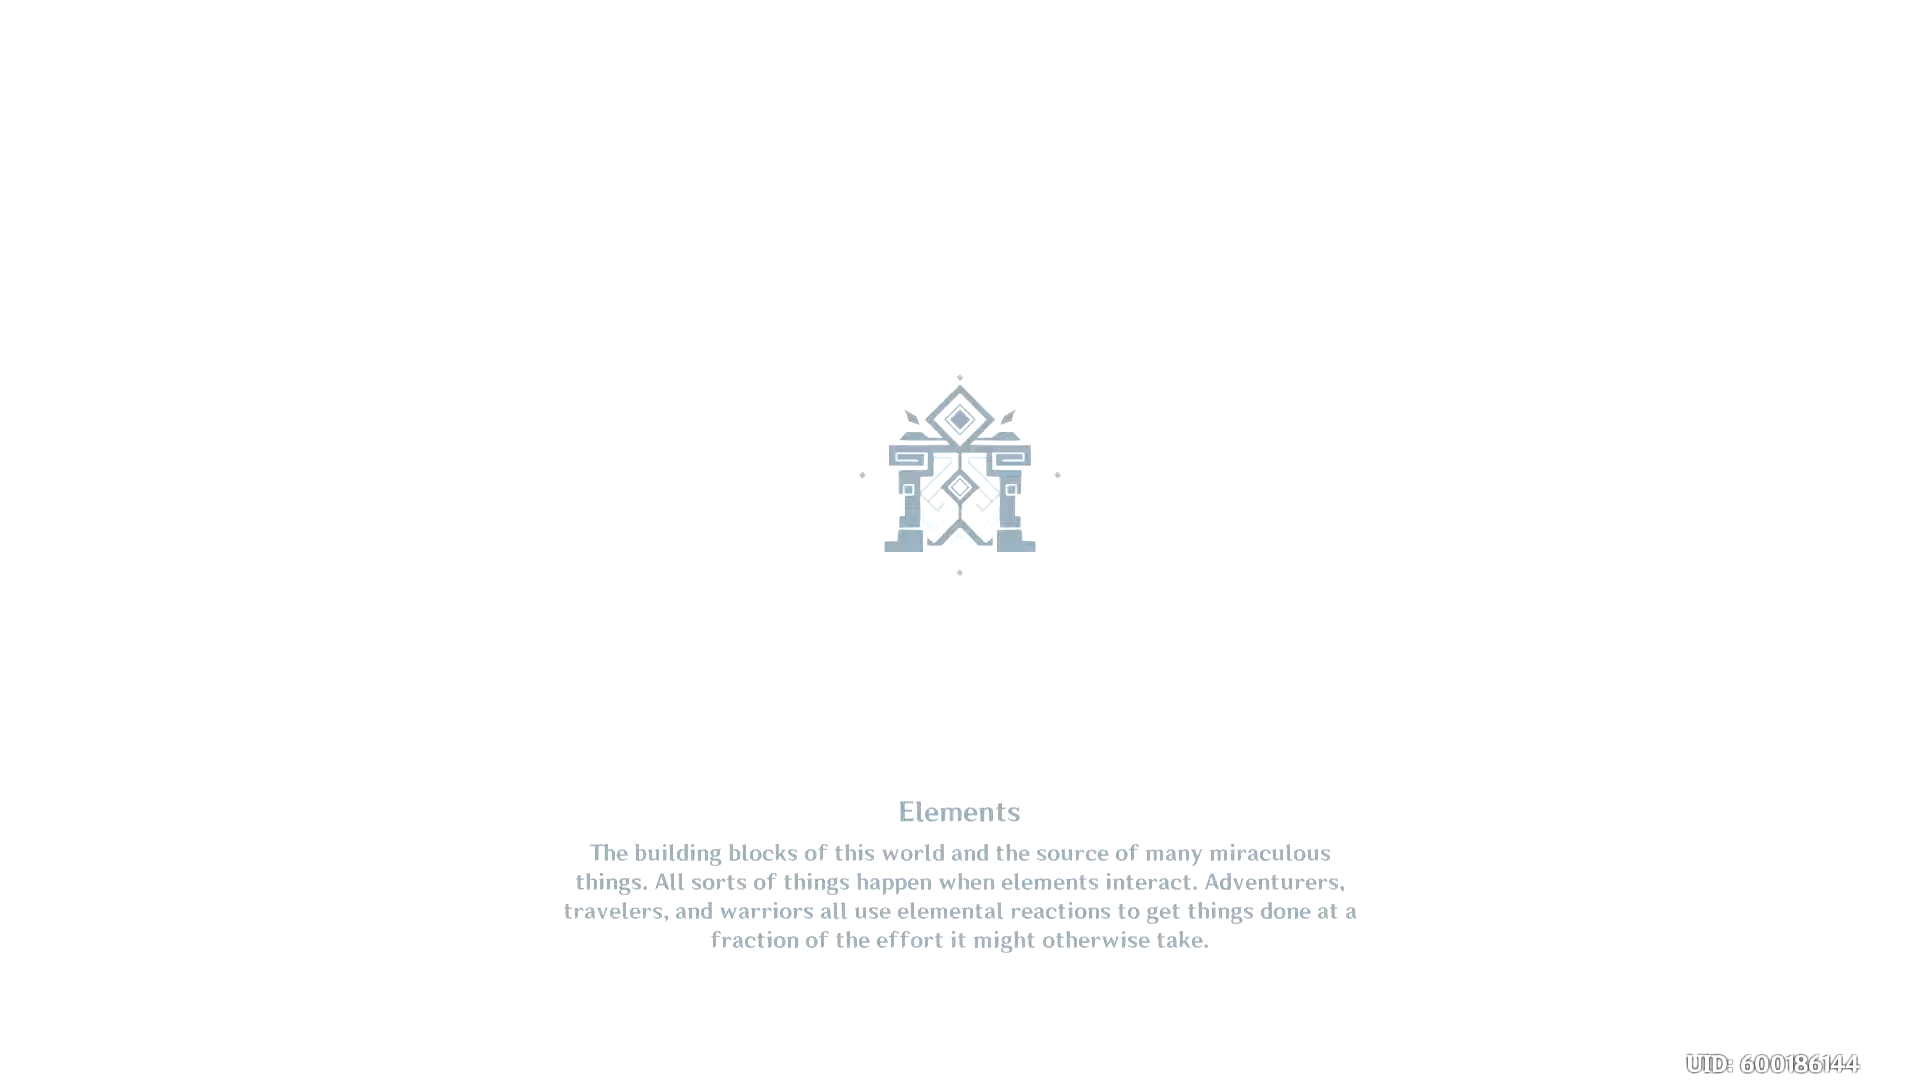 Elements
The building blocks of this world and the source of many miraculous
things. All sorts of things happen when elements interact. Adventurers,
travelers, and warriors all use elemental reactions to get things done at a
fraction of the effort it might otherwise take.
UID: 600186144